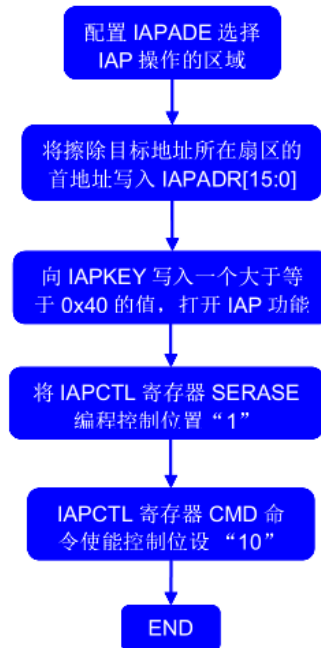 配置 IAPADE 选择
IAP 操作的区域
将擦除目标地址所在扇区的
首地址写入 IAPADR[15:0]
向 IAPKEY 写入一个大于等
于 0x40 的值，打开 IAP 功能
将 IAPCTL 寄存器 SERASE
编程控制位置“1”
IAPCTL 寄存器 CMD 命
令使能控制位设 “10”
END